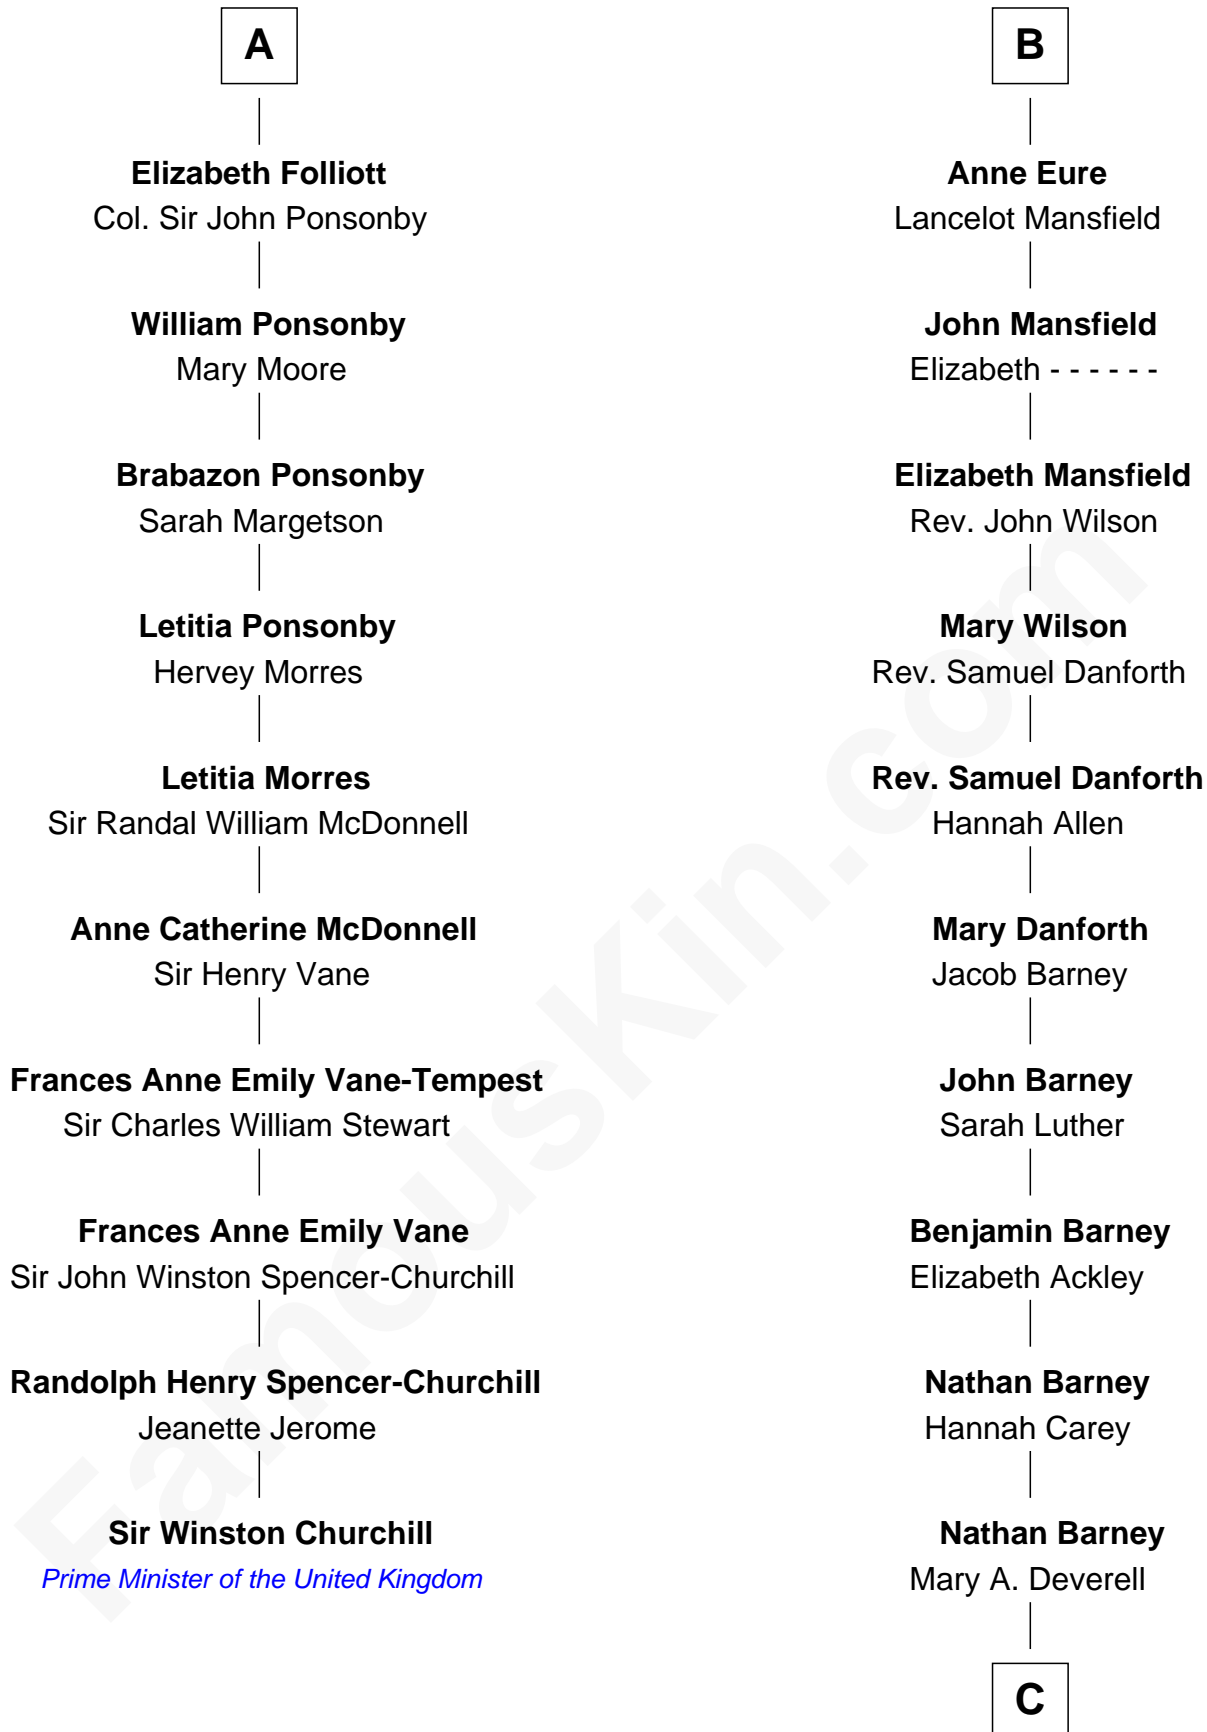 A
Elizabeth Folliott
Col. Sir John Ponsonby
William Ponsonby
Mary Moore
Brabazon Ponsonby
Sarah Margetson
Letitia Ponsonby
Hervey Morres
Letitia Morres
Sir Randal William McDonnell
Anne Catherine McDonnell
Sir Henry Vane
Frances Anne Emily Vane-Tempest
Sir Charles William Stewart
Frances Anne Emily Vane
Sir John Winston Spencer-Churchill
Randolph Henry Spencer-Churchill
Jeanette Jerome
Sir Winston Churchill
Prime Minister of the United Kingdom
B
Anne Eure
Lancelot Mansfield
John Mansfield
Elizabeth - - - - - -
Elizabeth Mansfield
Rev. John Wilson
Mary Wilson
Rev. Samuel Danforth
Rev. Samuel Danforth
Hannah Allen
Mary Danforth
Jacob Barney
John Barney
Sarah Luther
Benjamin Barney
Elizabeth Ackley
Nathan Barney
Hannah Carey
Nathan Barney
Mary A. Deverell
C
FamousKin.com